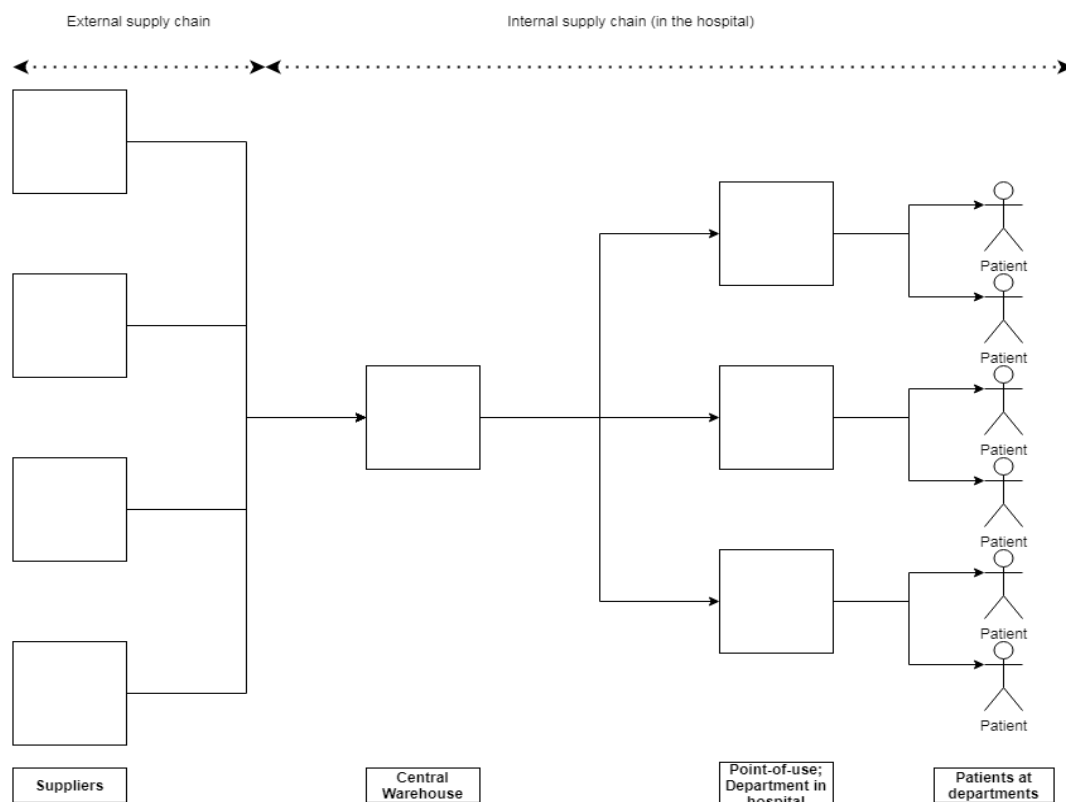 External supply chain
Internal supply chain (in the hospital)
Patient
Patient
Patient
Patient
Patient
Patient
Suppliers
Central
Warehouse
Point-of-use;
Department in
hospital
Patients at
departments